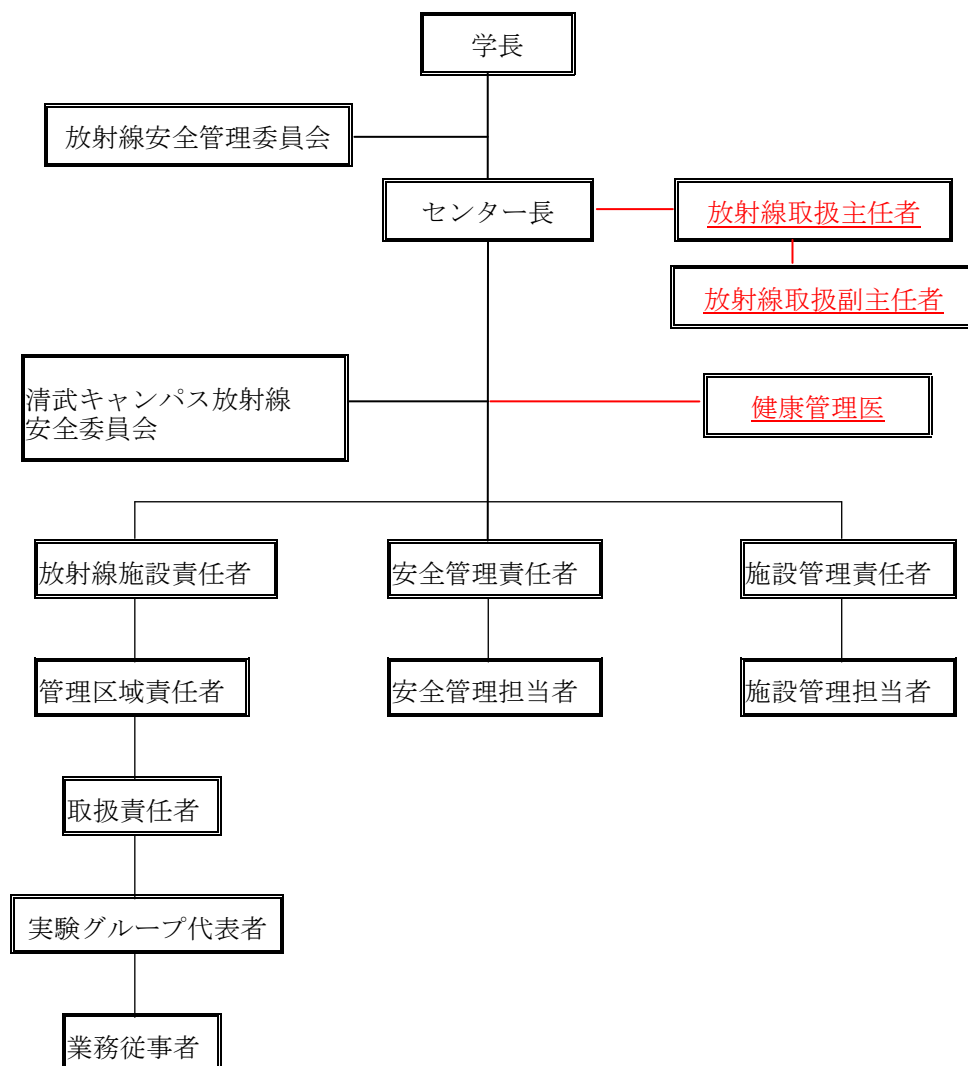 学長
放射線安全管理委員会
センター長
放射線取扱主任者
放射線取扱副主任者
清武キャンパス放射線
安全委員会
健康管理医
放射線施設責任者
安全管理責任者
施設管理責任者
管理区域責任者
安全管理担当者
施設管理担当者
取扱責任者
実験グループ代表者
業務従事者